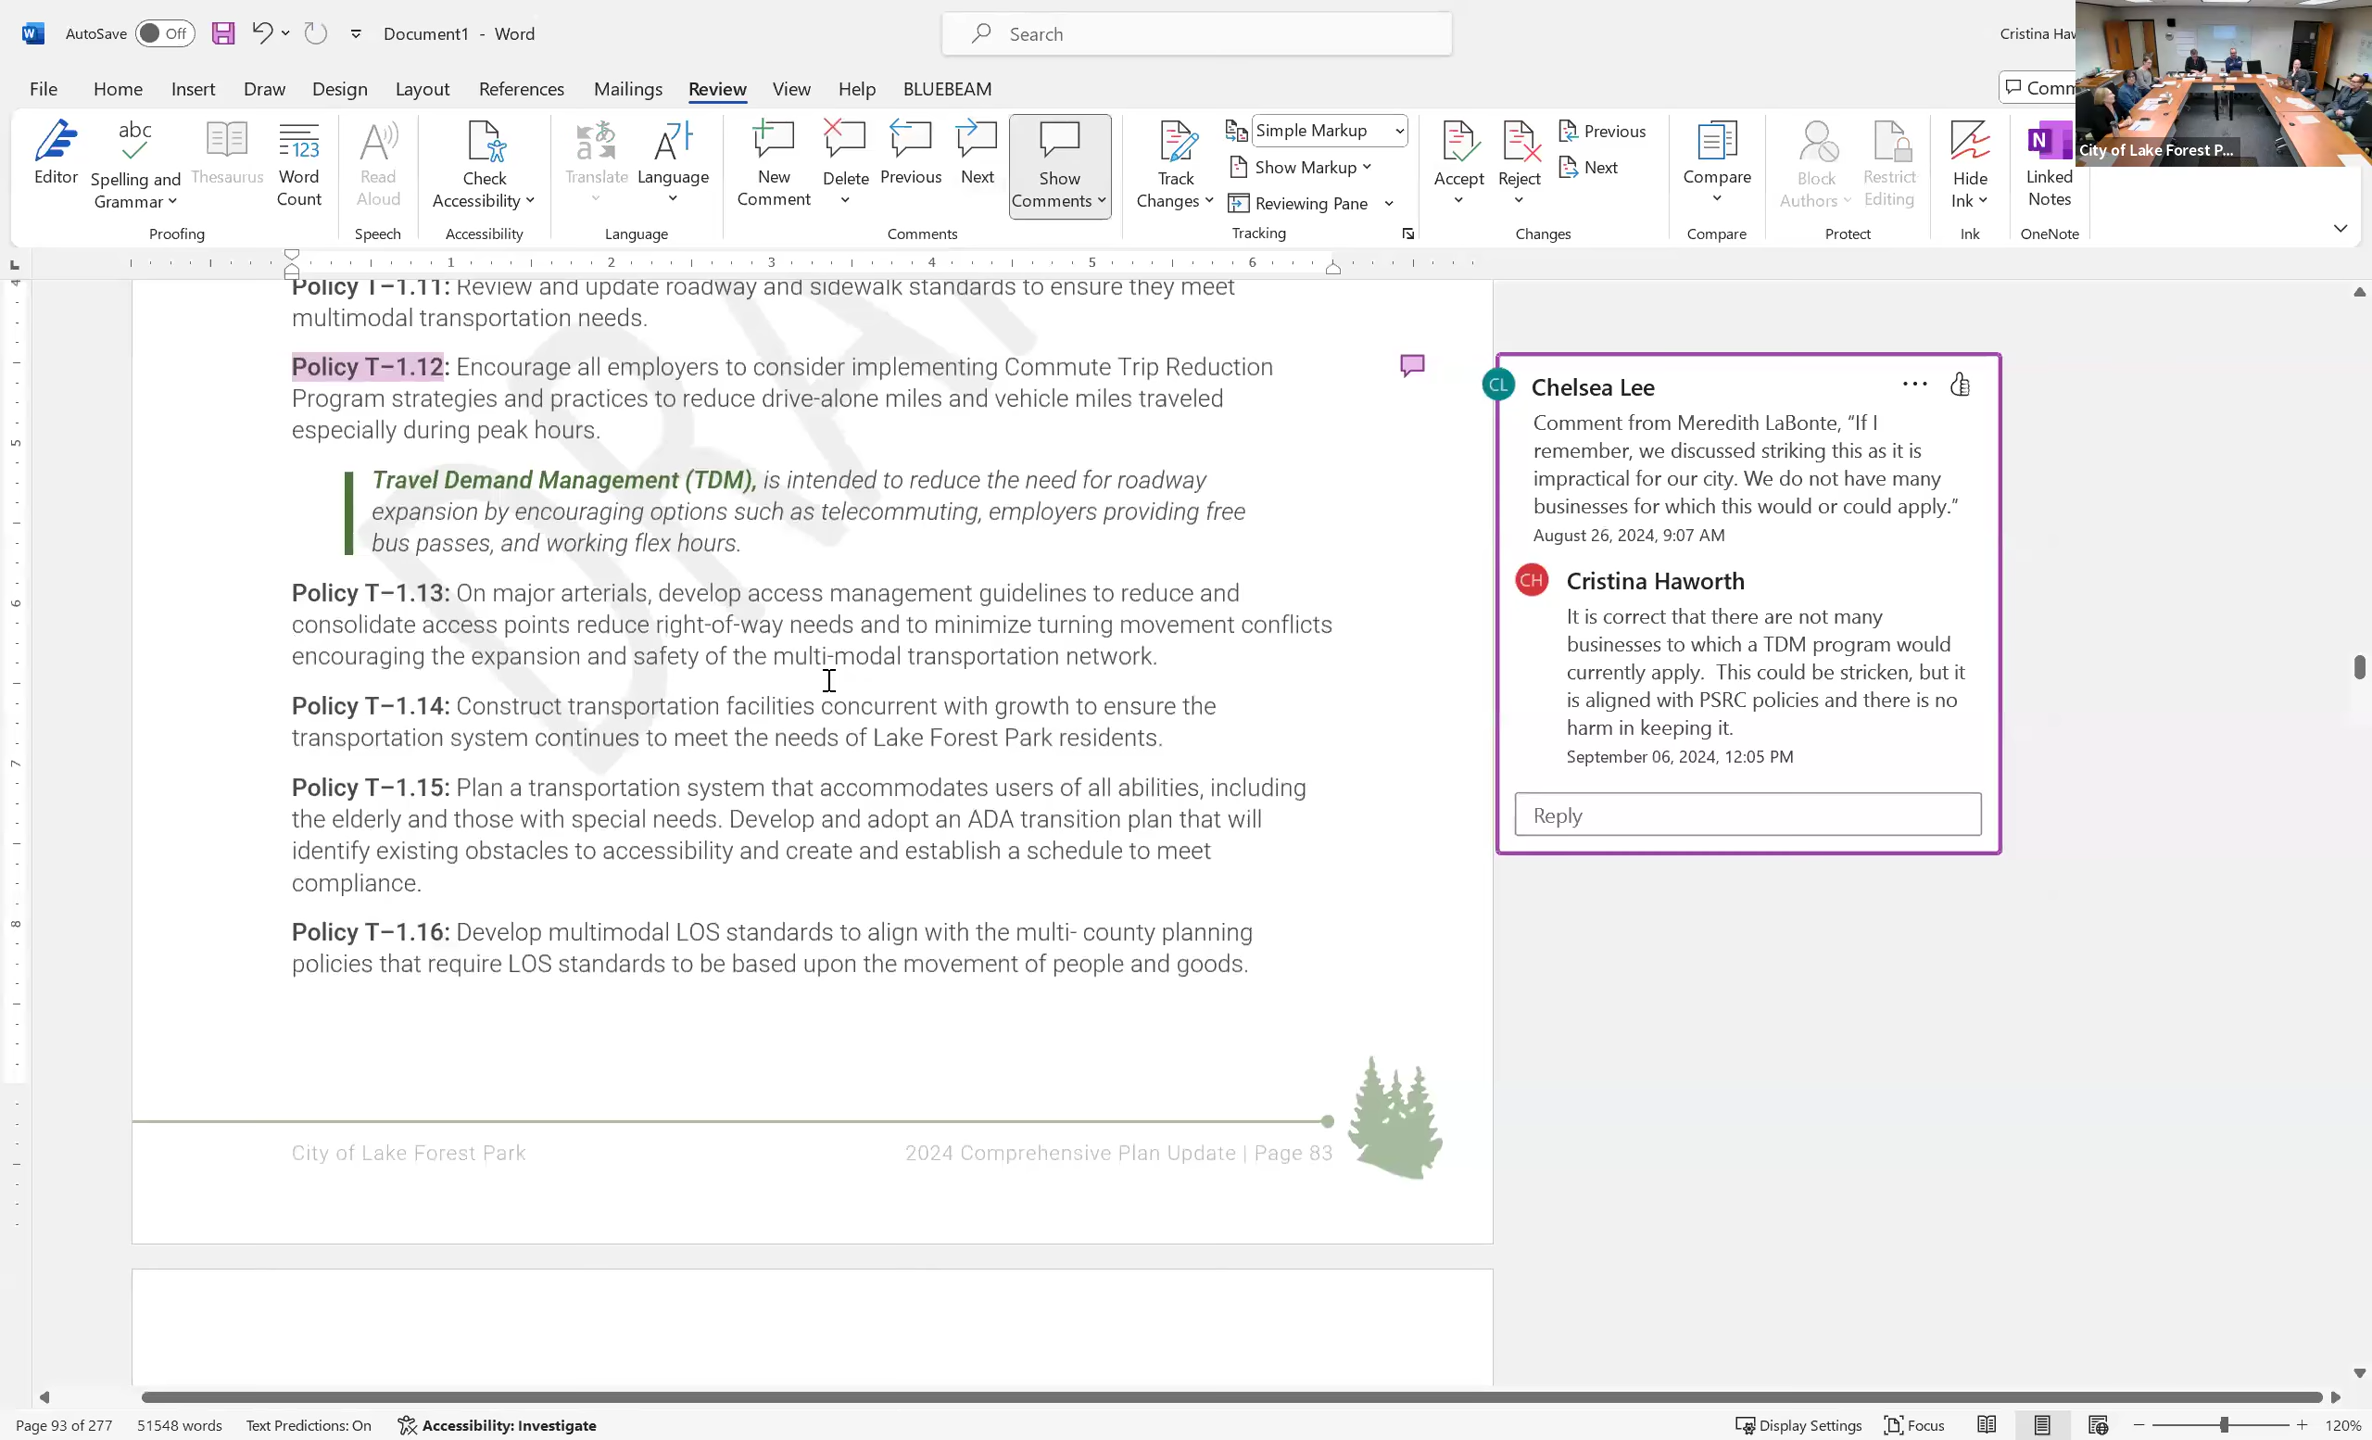 AutoSave Off Document1 - Word Search Cristina Haw
File Home Insert Draw Design Layout References Mailings Review View Help BLUEBEAM Comm
Editor
Spelling and
Grammar
Thesaurus
Word
Count
Proofing
Read
Aloud
Speech
Check
Accessibility
Accessibility
Translate
Language
Language
New
Comment
Delete
Previous
Next
Show
Comments
Comments
Track
Changes
Simple Markup
Show Markup
Reviewing Pane
Tracking
Accept
Reject
Previous
Next
Changes
Compare
Compare
Block
Authors
Restrict
Editing
Protect
Hide
Ink
Ink
Linked
Notes
OneNote
City of Lake Forest P...
1 2 3 4 5 6
4
5
6
7
8
DRA
Policy T–1.11: Review and update roadway and sidewalk standards to ensure they meet
multimodal transportation needs.
Policy T–1.12: Encourage all employers to consider implementing Commute Trip Reduction
Program strategies and practices to reduce drive-alone miles and vehicle miles traveled
especially during peak hours.
Travel Demand Management (TDM), is intended to reduce the need for roadway
expansion by encouraging options such as telecommuting, employers providing free
bus passes, and working flex hours.
Policy T–1.13: On major arterials, develop access management guidelines to reduce and
consolidate access points reduce right-of-way needs and to minimize turning movement conflicts
encouraging the expansion and safety of the multi-modal transportation network.
Policy T–1.14: Construct transportation facilities concurrent with growth to ensure the
transportation system continues to meet the needs of Lake Forest Park residents.
Policy T–1.15: Plan a transportation system that accommodates users of all abilities, including
the elderly and those with special needs. Develop and adopt an ADA transition plan that will
identify existing obstacles to accessibility and create and establish a schedule to meet
compliance.
Policy T–1.16: Develop multimodal LOS standards to align with the multi- county planning
policies that require LOS standards to be based upon the movement of people and goods.
City of Lake Forest Park 2024 Comprehensive Plan Update | Page 83
CL Chelsea Lee
Comment from Meredith LaBonte, “If I
remember, we discussed striking this as it is
impractical for our city. We do not have many
businesses for which this would or could apply.”
August 26, 2024, 9:07 AM
CH Cristina Haworth
It is correct that there are not many
businesses to which a TDM program would
currently apply.  This could be stricken, but it
is aligned with PSRC policies and there is no
harm in keeping it.
September 06, 2024, 12:05 PM
Reply
Page 93 of 277 51548 words Text Predictions: On Accessibility: Investigate Display Settings Focus 120%